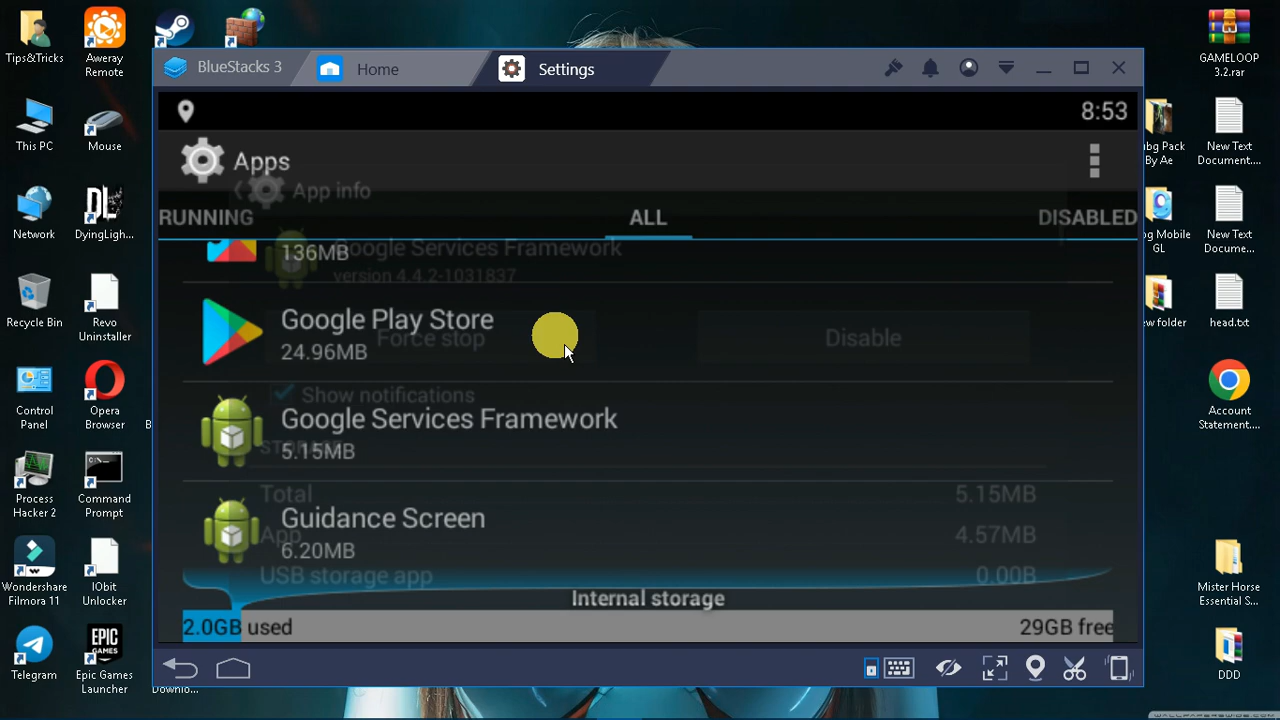 Tips&Tricks
Aweray
Remote
This PC
Mouse
Network
DyingLigh...
Recycle Bin
Revo
Uninstaller
Control
Panel
Opera
Browser
Process
Hacker 2
Command
Prompt
Wondershare
Filmora 11
IObit
Unlocker
Telegram
EPIC
GAMES
Epic Games
Launcher
Downlo...
BlueStacks 3
Home
Settings
8:53
Apps
App info
RUNNING
ALL
DISABLED
136MB
Google Services Framework
version 4.4.2-1031837
Google Play Store
24.96MB
Force stop
Disable
Show notifications
Google Services Framework
5.15MB
STORAGE
Total
5.15MB
Guidance Screen
6.20MB
App
4.57MB
USB storage app
0.00B
Internal storage
2.0GB used
29GB free
GAMELOOP
3.2.rar
bg Pack
By Ae
New Text
Document....
bg Mobile
GL
New Text
Docume...
ew folder
head.txt
Account
Statement....
Mister Horse
Essential S...
DDD